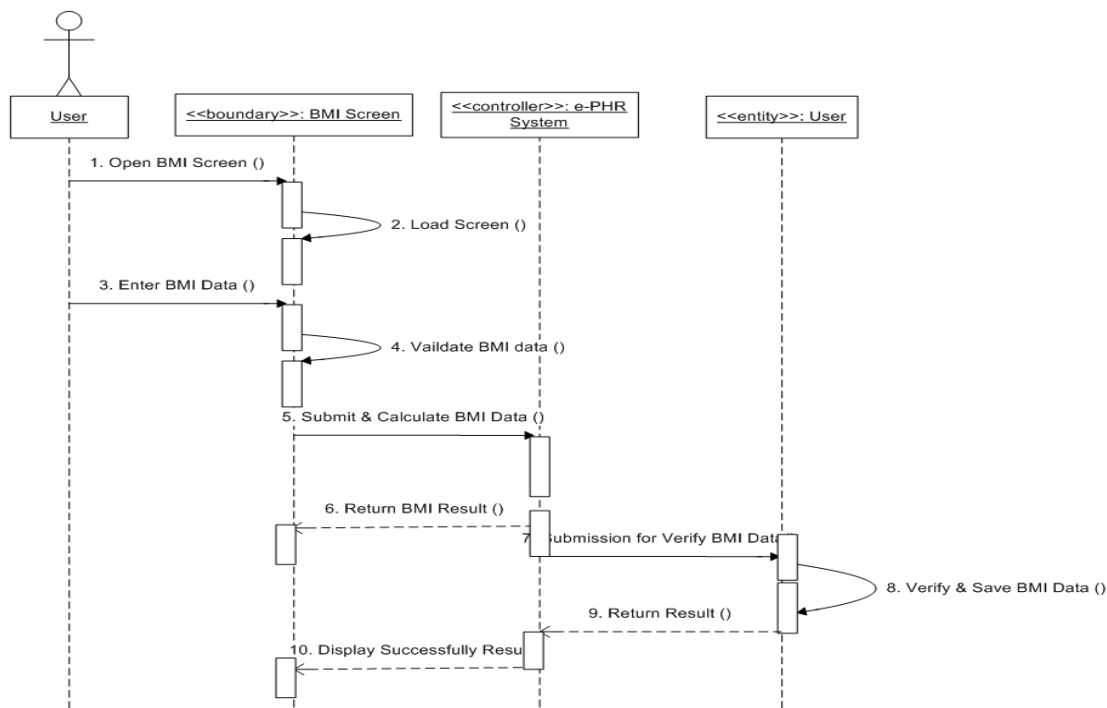 User
<<boundary>>: BMI Screen
<<controller>>: e-PHR
System
<<entity>>: User
1. Open BMI Screen ()
2. Load Screen ()
3. Enter BMI Data ()
4. Vaildate BMI data ()
5. Submit & Calculate BMI Data ()
6. Return BMI Result ()
7. Submission for Verify BMI Data()
8. Verify & Save BMI Data ()
9. Return Result ()
10. Display Successfully Resu